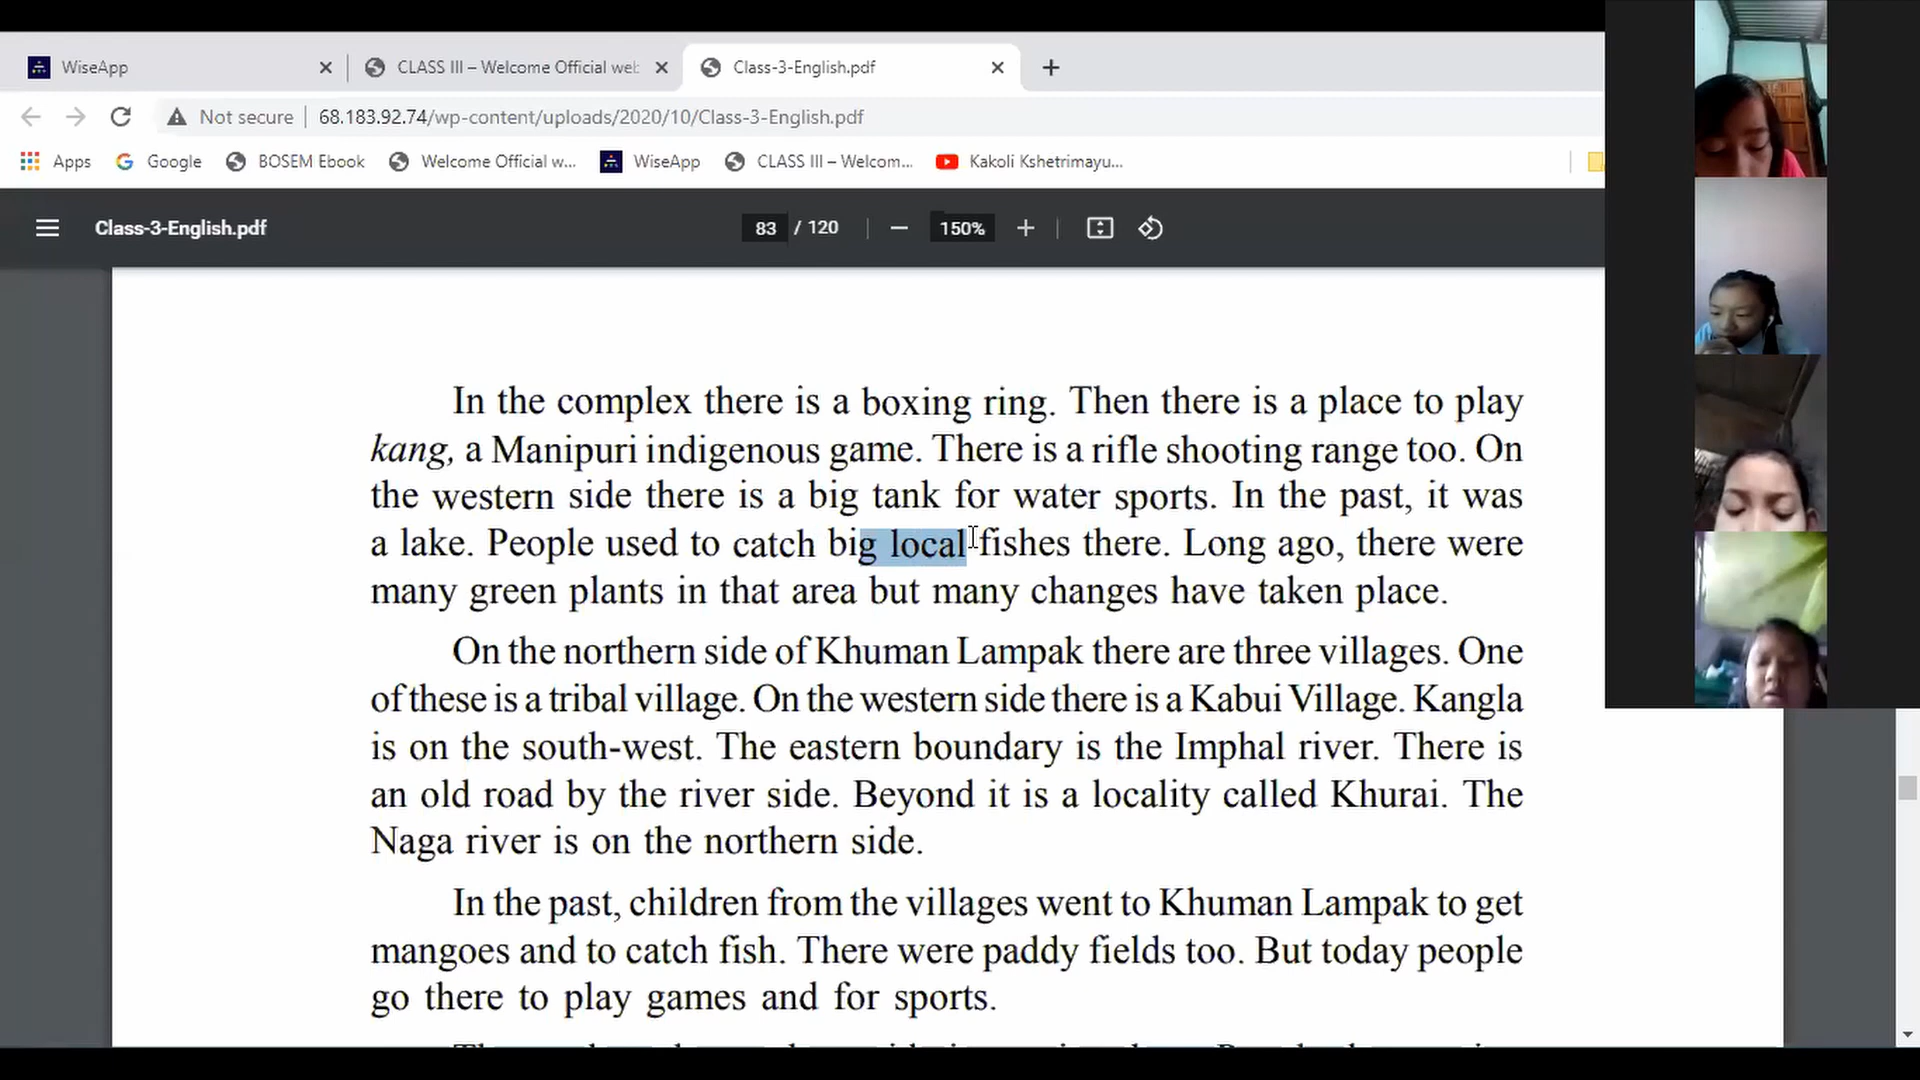 WiseApp
CLASS III – Welcome Official wel
Class-3-English.pdf
Not secure 68.183.92.74/wp-content/uploads/2020/10/Class-3-English.pdf
Apps Google BOSEM Ebook Welcome Official w... WiseApp CLASS III – Welcom... Kakoli Kshetrimayu...
Class-3-English.pdf 83 / 120 150%
In the complex there is a boxing ring. Then there is a place to play
kang, a Manipuri indigenous game. There is a rifle shooting range too. On
the western side there is a big tank for water sports. In the past, it was
a lake. People used to catch big local fishes there. Long ago, there were
many green plants in that area but many changes have taken place.
On the northern side of Khuman Lampak there are three villages. One
of these is a tribal village. On the western side there is a Kabui Village. Kangla
is on the south-west. The eastern boundary is the Imphal river. There is
an old road by the river side. Beyond it is a locality called Khurai. The
Naga river is on the northern side.
In the past, children from the villages went to Khuman Lampak to get
mangoes and to catch fish. There were paddy fields too. But today people
go there to play games and for sports.